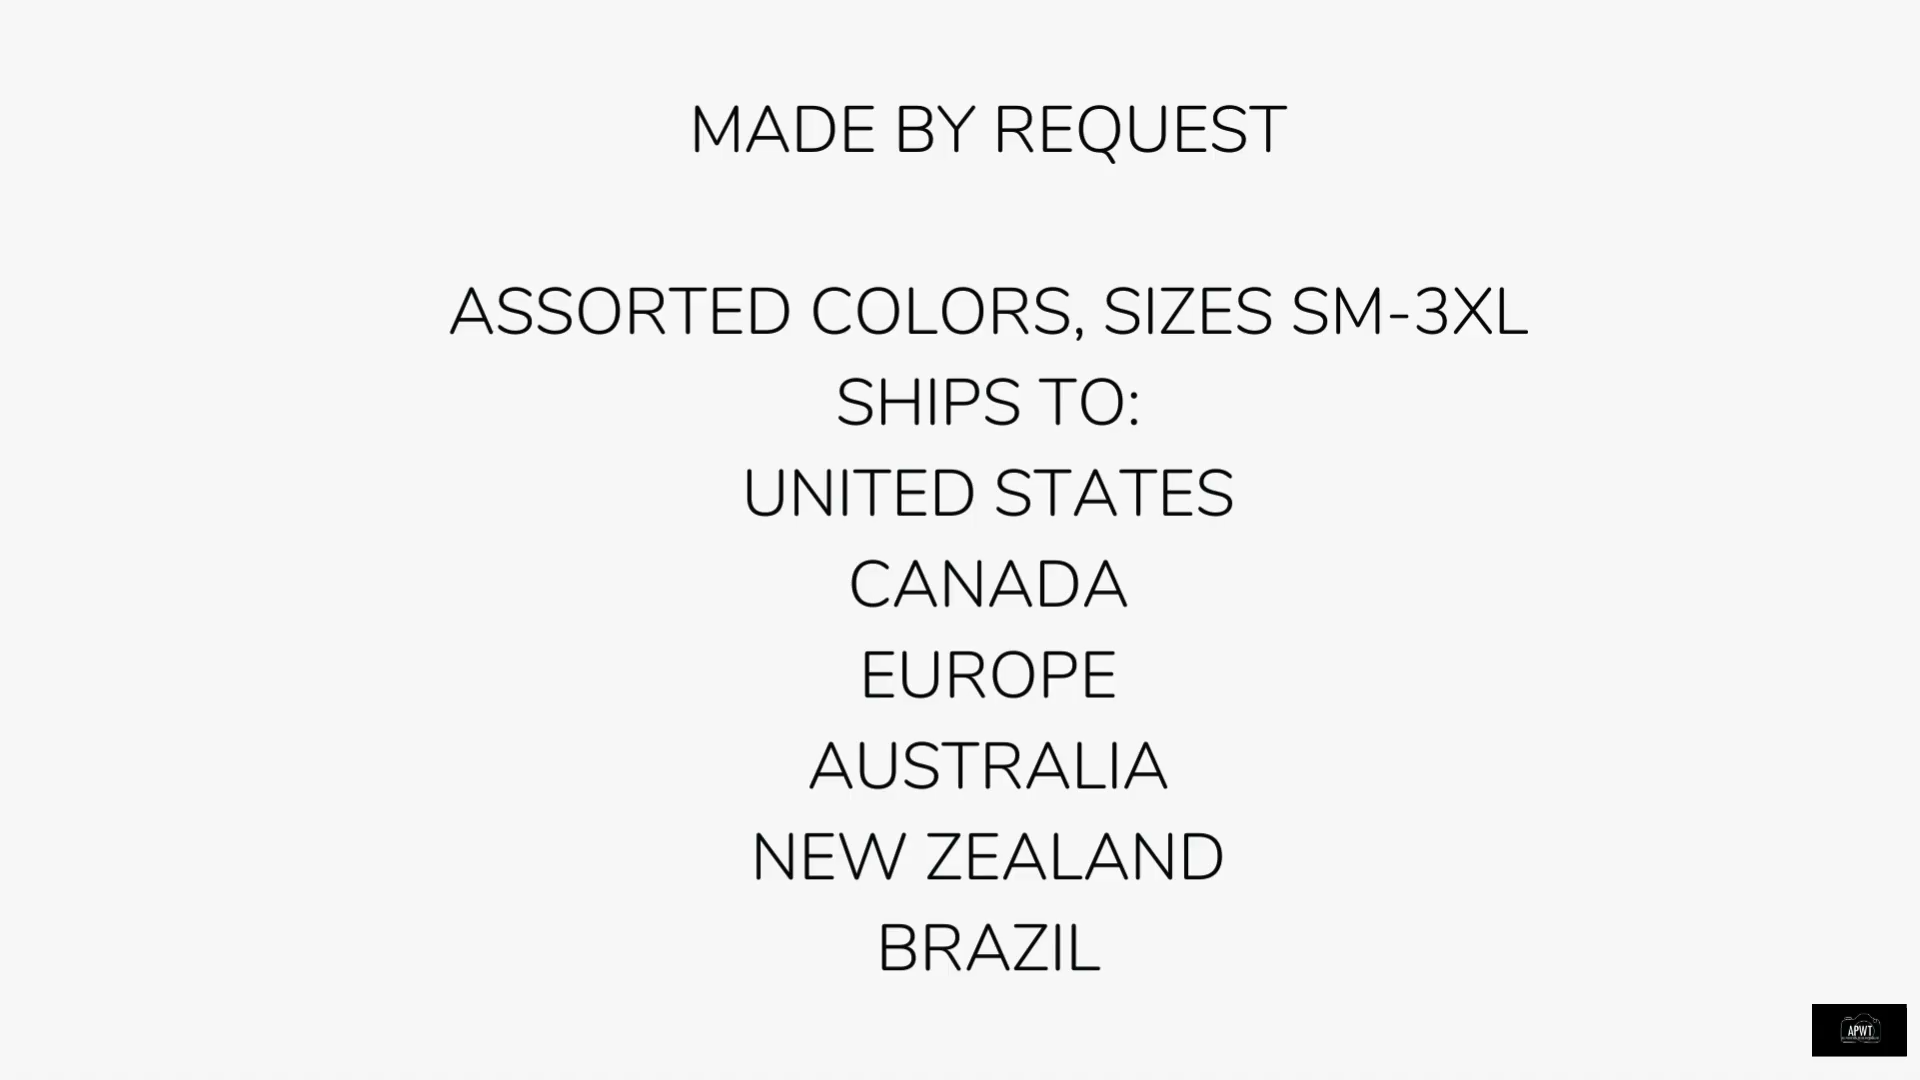 MADE BY REQUEST
ASSORTED COLORS, SIZES SM-3XL
SHIPS TO:
UNITED STATES
CANADA
EUROPE
AUSTRALIA
NEW ZEALAND
BRAZIL
APWT